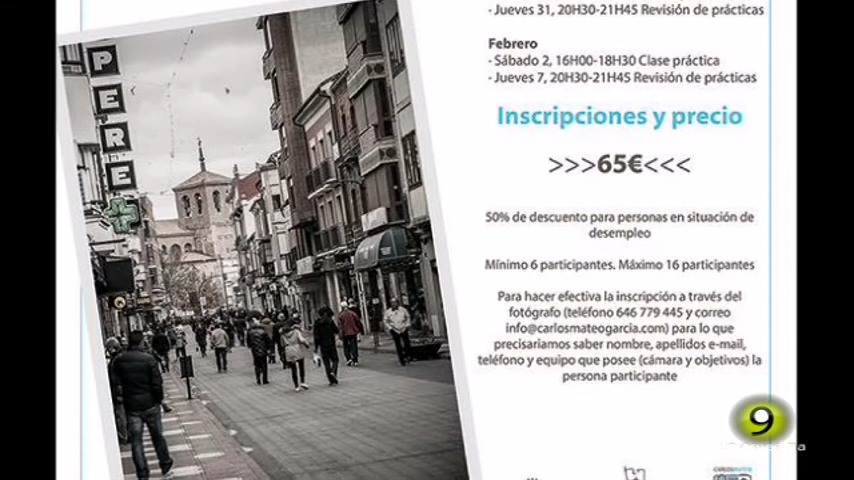 - Jueves 31, 20H30-21H45 Revisión de prácticas
Febrero
- Sábado 2, 16H00-18H30 Clase práctica
- Jueves 7, 20H30-21H45 Revisión de prácticas
Inscripciones y precio
>>>65€<<<
50% de descuento para personas en situación de
desempleo
Mínimo 6 participantes. Máximo 16 participantes
Para hacer efectiva la inscripción a través del
fotógrafo (teléfono 646 779 445 y correo
info@carlosmateogarcia.com) para lo que
precisariamos saber nombre, apellidos e-mail,
teléfono y equipo que posee (cámara y objetivos) la
persona participante
PERE
9